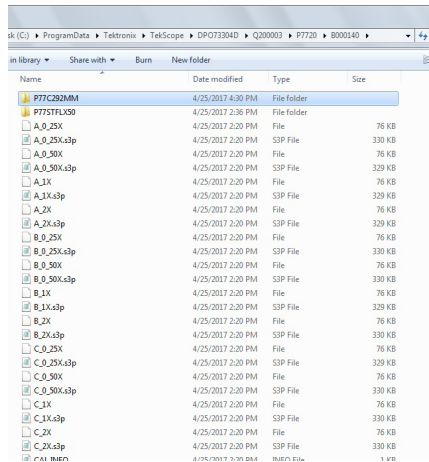 sk (C:) ▸ ProgramData ▸ Tektronix ▸ TekScope ▸ DPO73304D ▸ Q200003 ▸ P7720 ▸ B000140 ▸
in library ▾ Share with ▾ Burn New folder
Name Date modified Type Size
P77C292MM 4/25/2017 4:30 PM File folder
P77STFLX50 4/25/2017 2:36 PM File folder
A_0_25X 4/25/2017 2:20 PM File 76 KB
A_0_25X.s3p 4/25/2017 2:20 PM S3P File 330 KB
A_0_50X 4/25/2017 2:20 PM File 76 KB
A_0_50X.s3p 4/25/2017 2:20 PM S3P File 329 KB
A_1X 4/25/2017 2:20 PM File 76 KB
A_1X.s3p 4/25/2017 2:20 PM S3P File 329 KB
A_2X 4/25/2017 2:20 PM File 76 KB
A_2X.s3p 4/25/2017 2:20 PM S3P File 329 KB
B_0_25X 4/25/2017 2:20 PM File 76 KB
B_0_25X.s3p 4/25/2017 2:20 PM S3P File 330 KB
B_0_50X 4/25/2017 2:20 PM File 76 KB
B_0_50X.s3p 4/25/2017 2:20 PM S3P File 330 KB
B_1X 4/25/2017 2:20 PM File 76 KB
B_1X.s3p 4/25/2017 2:20 PM S3P File 329 KB
B_2X 4/25/2017 2:20 PM File 76 KB
B_2X.s3p 4/25/2017 2:20 PM S3P File 330 KB
C_0_25X 4/25/2017 2:20 PM File 76 KB
C_0_25X.s3p 4/25/2017 2:20 PM S3P File 329 KB
C_0_50X 4/25/2017 2:20 PM File 76 KB
C_0_50X.s3p 4/25/2017 2:20 PM S3P File 330 KB
C_1X 4/25/2017 2:20 PM File 76 KB
C_1X.s3p 4/25/2017 2:20 PM S3P File 330 KB
C_2X 4/25/2017 2:20 PM File 76 KB
C_2X.s3p 4/25/2017 2:20 PM S3P File 330 KB
CAL.INFO 4/25/2017 2:20 PM INFO File 1 KB